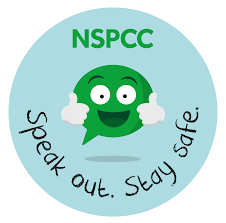 NSPCC
Speak out. Stay safe.